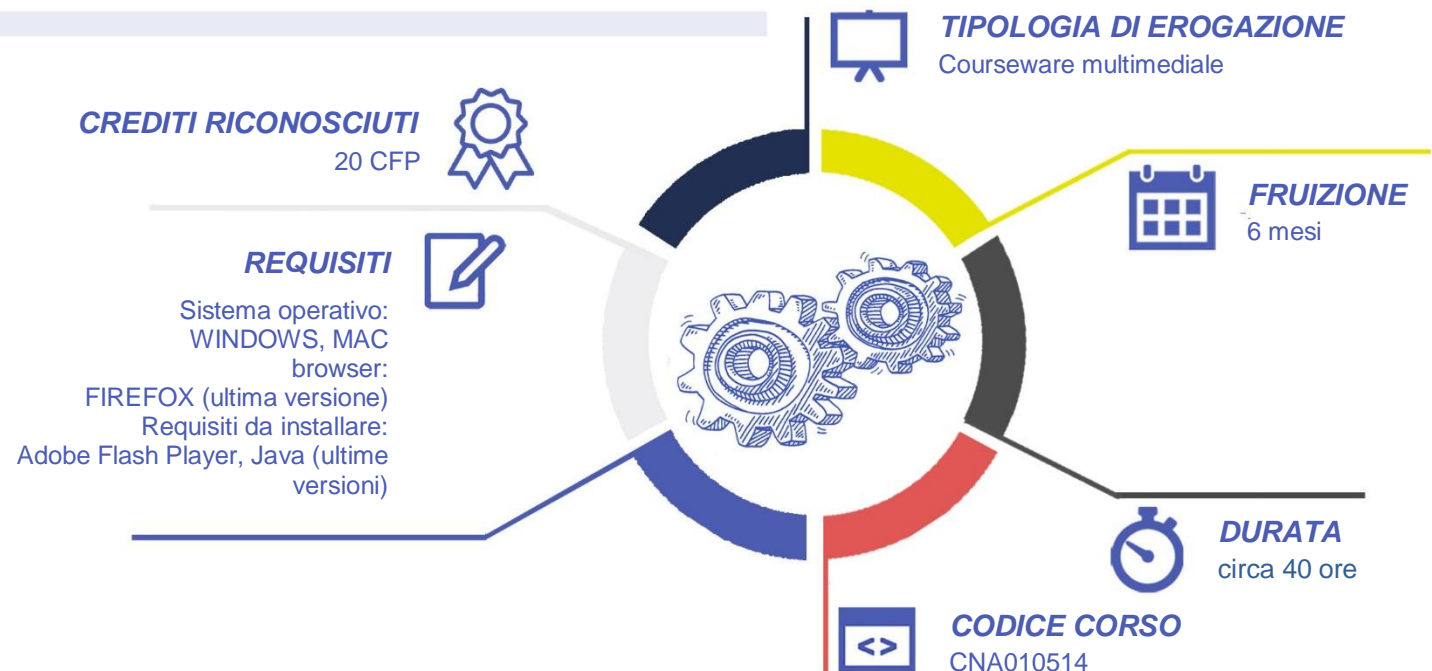 TIPOLOGIA DI EROGAZIONE
Courseware multimediale
CREDITI RICONOSCIUTI
20 CFP
FRUIZIONE
6 mesi
REQUISITI
Sistema operativo:
WINDOWS, MAC
browser:
FIREFOX (ultima versione)
Requisiti da installare:
Adobe Flash Player, Java (ultime
versioni)
DURATA
circa 40 ore
<>
CODICE CORSO
CNA010514